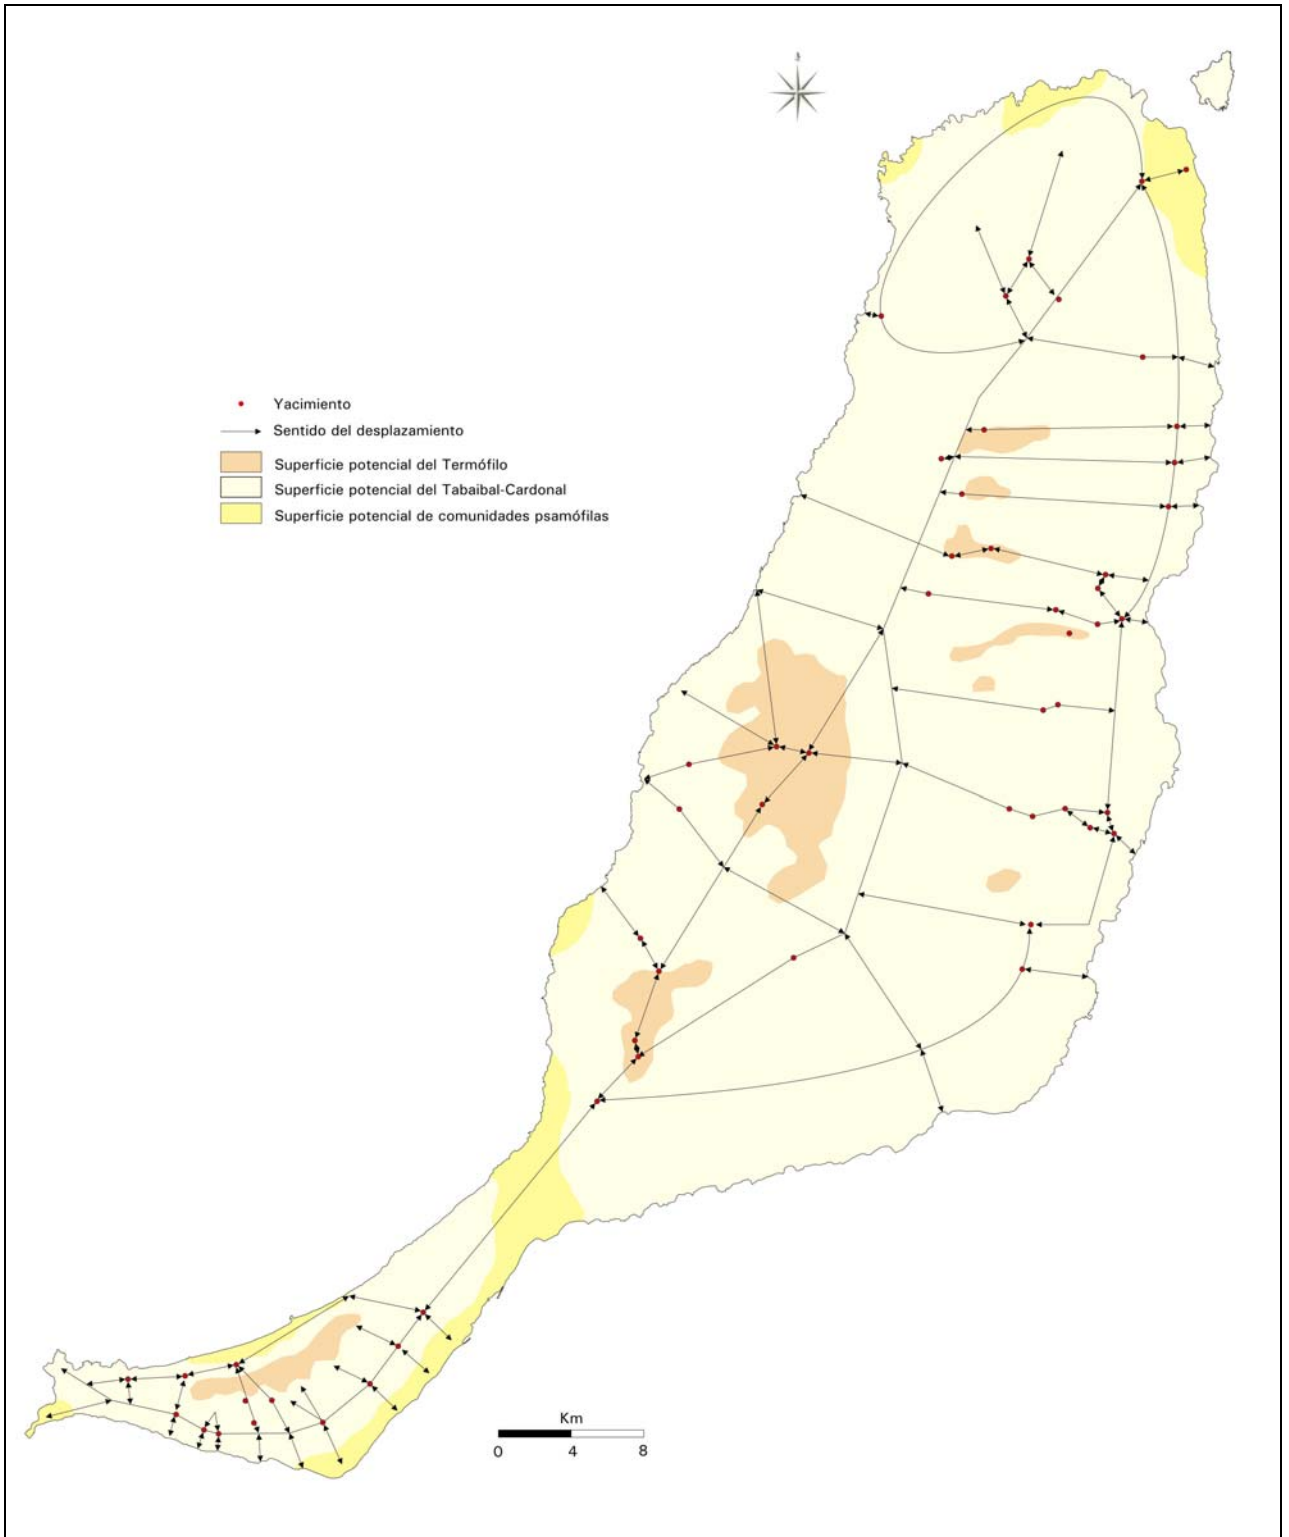 Yacimiento
Sentido del desplazamiento
Superficie potencial del Termófilo
Superficie potencial del Tabaibal-Cardonal
Superficie potencial de comunidades psamófilas
Km
0 4 8